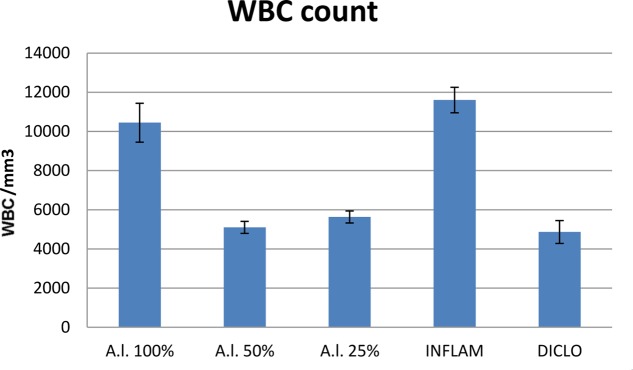 WBC count
14000
12000
10000
8000
6000
4000
2000
0
WBC /mm3
A.l. 100%
A.l. 50%
A.l. 25%
INFLAM
DICLO